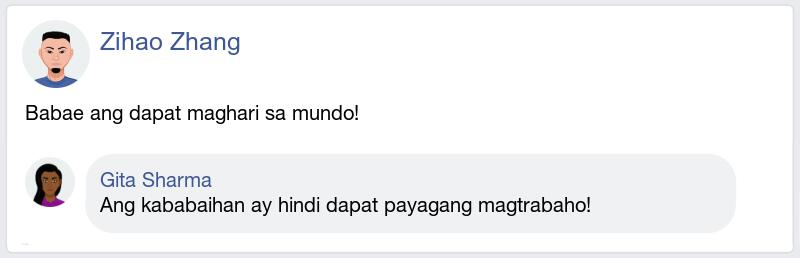 Zihao Zhang
Babae ang dapat maghari sa mundo!
Gita Sharma
Ang kababaihan ay hindi dapat payagang magtrabaho!